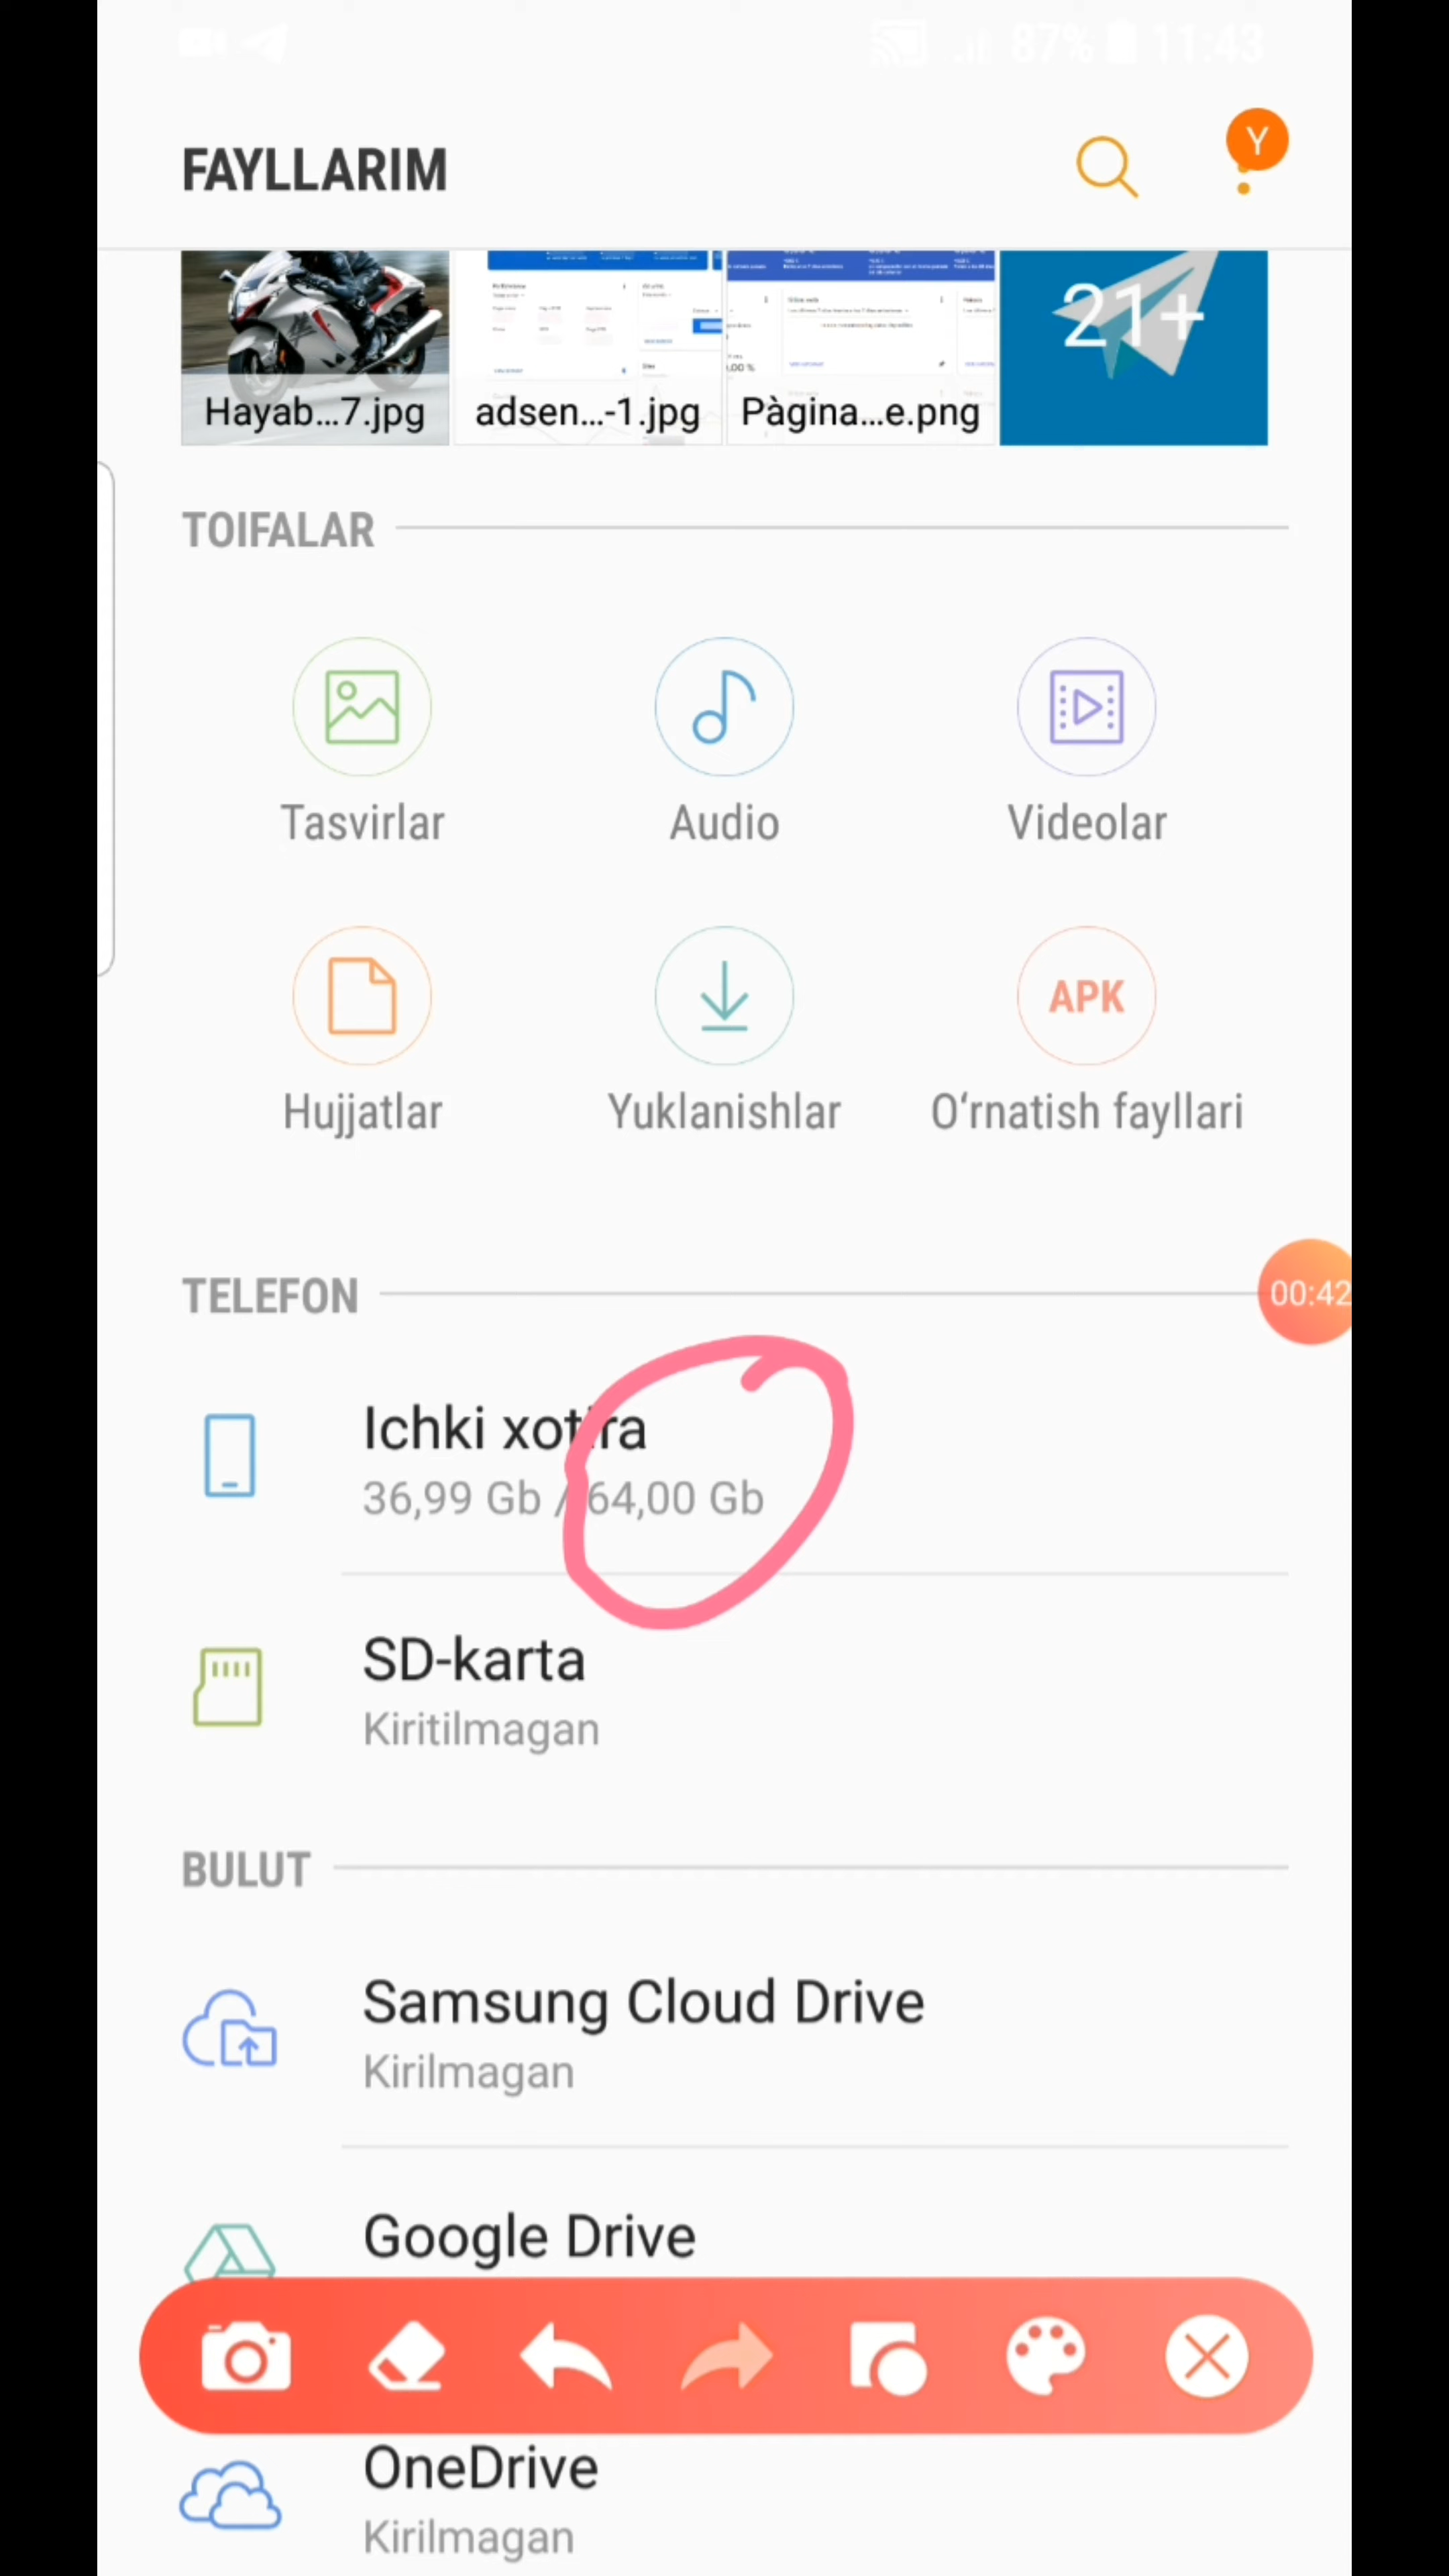 87% 11:43
FAYLLARIM
Y
Hayab...7.jpg
adsen...-1.jpg
Pàgina...e.png
21+
TOIFALAR
Tasvirlar
Audio
Videolar
Hujjatlar
Yuklanishlar
APK
O‘rnatish fayllari
TELEFON
00:42
Ichki xotira
36,99 Gb / 64,00 Gb
SD-karta
Kiritilmagan
BULUT
Samsung Cloud Drive
Kirilmagan
Google Drive
OneDrive
Kirilmagan